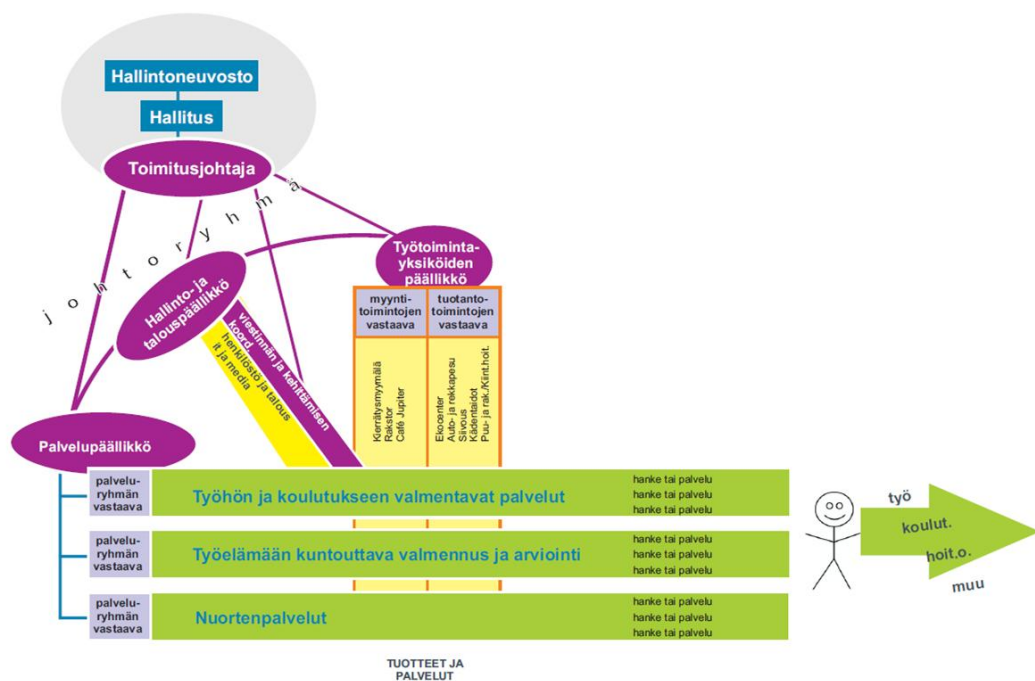 Hallintoneuvosto
Hallitus
Toimitusjohtaja
johtoryhmä
Hallinto- ja
talouspäällikkö
Työtoiminta-
yksiköiden
päällikkö
viestinnän ja kehittämisen
koord.
henkilöstö ja talous
it ja media
myynti-
toimintojen
vastaava
tuotanto-
toimintojen
vastaava
Kierrätysmyymälä
Rakstor
Café Jupiter
Ekocenter
Auto- ja rekkapesu
Siivous
Kädentaidot
Puu- ja rak./Kiint.hoit.
Palvelupäällikkö
palvelu-
ryhmän
vastaava
Työhön ja koulutukseen valmentavat palvelut
hanke tai palvelu
hanke tai palvelu
hanke tai palvelu
palvelu-
ryhmän
vastaava
Työelämään kuntouttava valmennus ja arviointi
hanke tai palvelu
hanke tai palvelu
hanke tai palvelu
palvelu-
ryhmän
vastaava
Nuortenpalvelut
hanke tai palvelu
hanke tai palvelu
hanke tai palvelu
työ
koulut.
hoit.o.
muu
TUOTTEET JA
PALVELUT